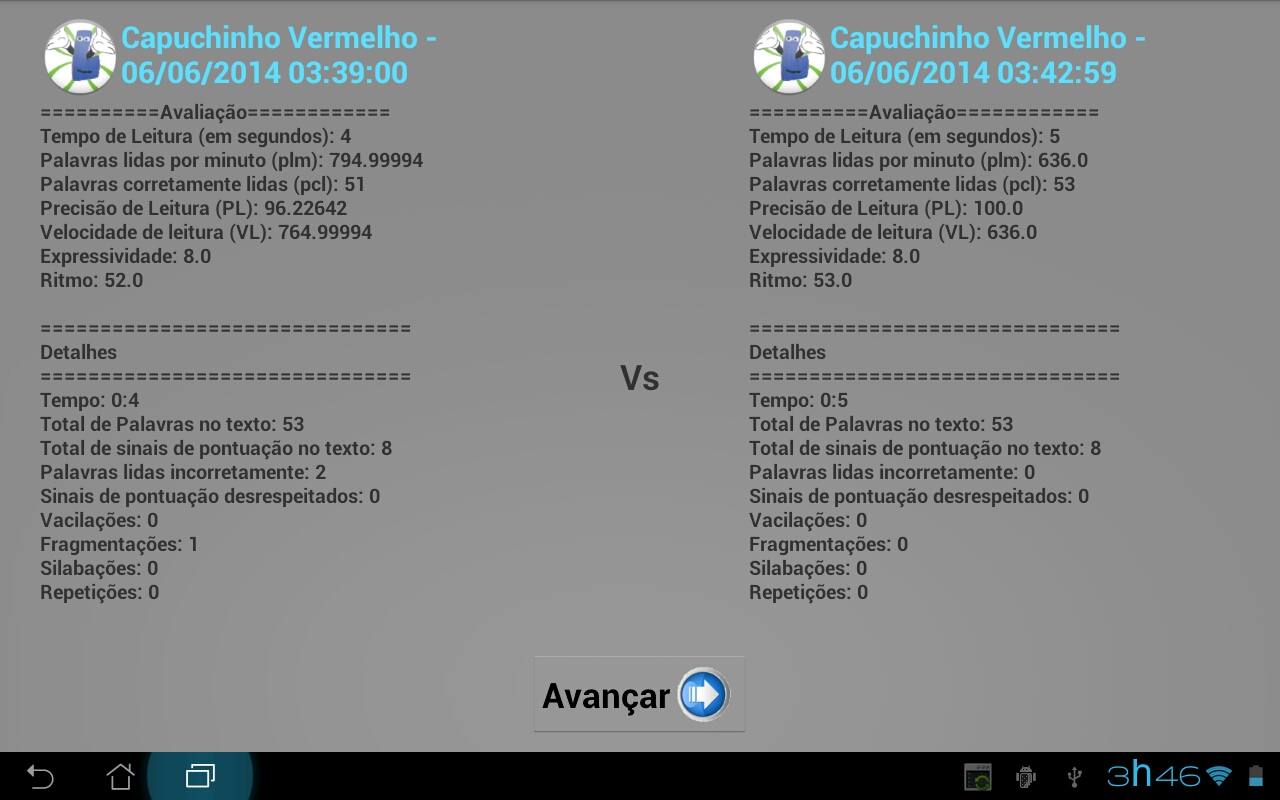 Capuchinho Vermelho -
06/06/2014 03:39:00
==========Avaliação============
Tempo de Leitura (em segundos): 4
Palavras lidas por minuto (plm): 794.99994
Palavras corretamente lidas (pcl): 51
Precisão de Leitura (PL): 96.22642
Velocidade de leitura (VL): 764.99994
Expressividade: 8.0
Ritmo: 52.0
===============================
Detalhes
===============================
Tempo: 0:4
Total de Palavras no texto: 53
Total de sinais de pontuação no texto: 8
Palavras lidas incorretamente: 2
Sinais de pontuação desrespeitados: 0
Vacilações: 0
Fragmentações: 1
Silabações: 0
Repetições: 0
Vs
Capuchinho Vermelho -
06/06/2014 03:42:59
==========Avaliação============
Tempo de Leitura (em segundos): 5
Palavras lidas por minuto (plm): 636.0
Palavras corretamente lidas (pcl): 53
Precisão de Leitura (PL): 100.0
Velocidade de leitura (VL): 636.0
Expressividade: 8.0
Ritmo: 53.0
===============================
Detalhes
===============================
Tempo: 0:5
Total de Palavras no texto: 53
Total de sinais de pontuação no texto: 8
Palavras lidas incorretamente: 0
Sinais de pontuação desrespeitados: 0
Vacilações: 0
Fragmentações: 0
Silabações: 0
Repetições: 0
Avançar
3h46